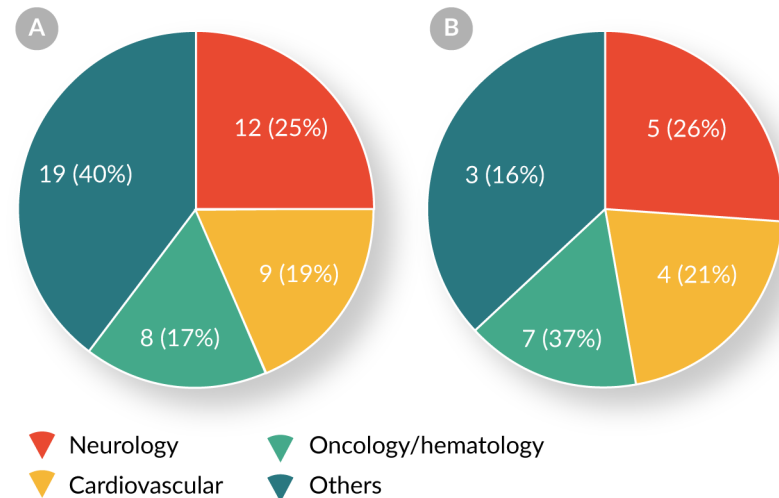 A
B
12 (25%)
5 (26%)
19 (40%)
3 (16%)
9 (19%)
4 (21%)
8 (17%)
7 (37%)
Neurology
Oncology/hematology
Cardiovascular
Others